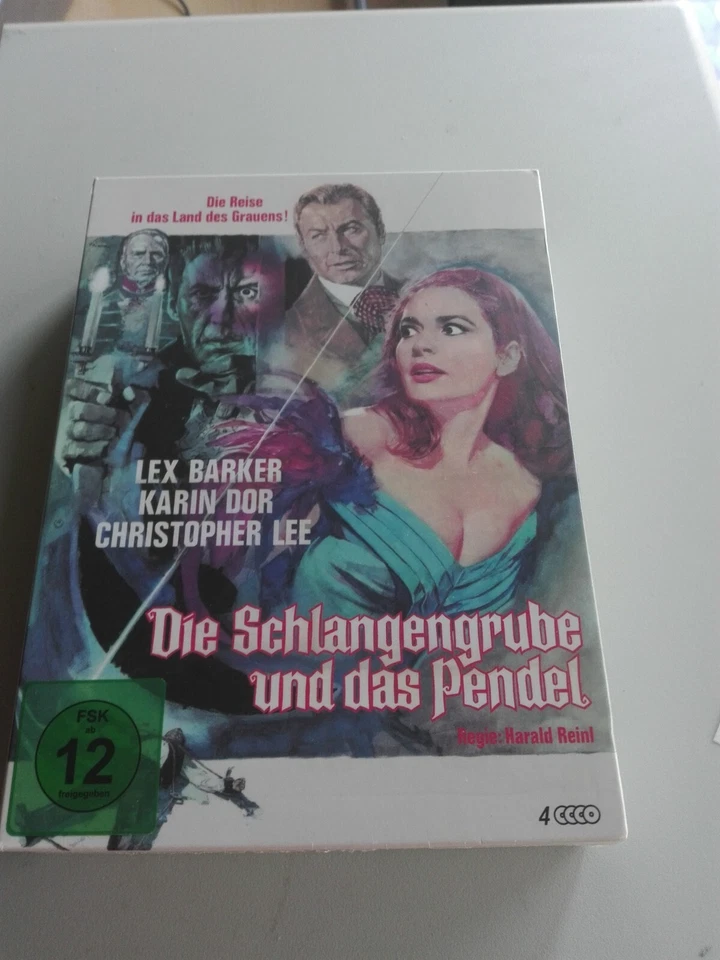 Die Reise
in das Land des Grauens!
LEX BARKER
KARIN DOR
CHRISTOPHER LEE
Die Schlangengrube
und das Pendel
Regie: Harald Reinl
FSK
ab
12
freigegeben
4